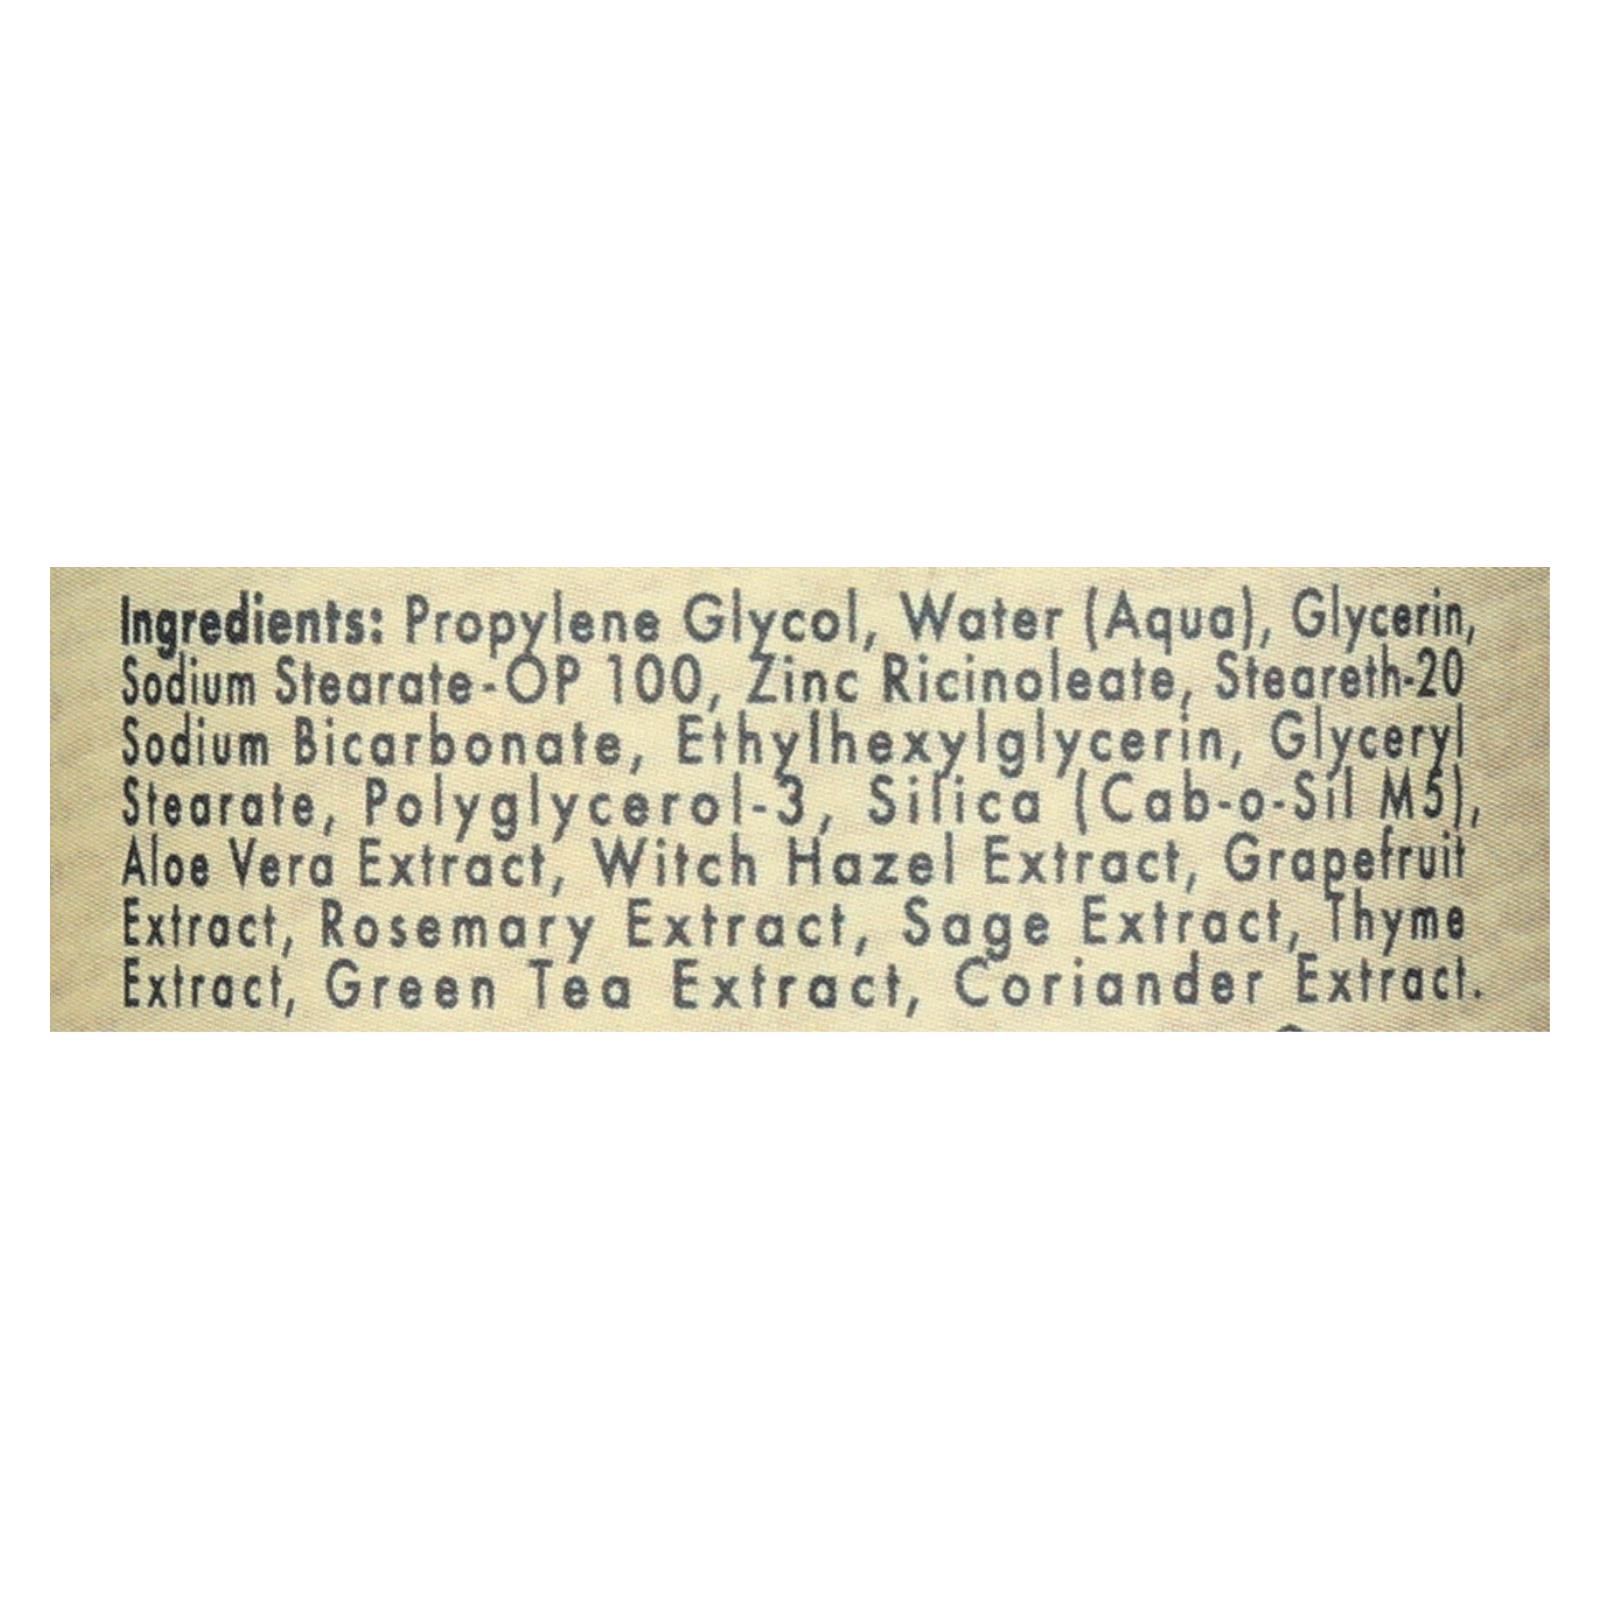 Ingredients: Propylene Glycol, Water (Aqua), Glycerin,
Sodium Stearate-OP 100, Zinc Ricinoleate, Steareth-20
Sodium Bicarbonate, Ethylhexylglycerin, Glyceryl
Stearate, Polyglycerol-3, Silica (Cab-o-Sil M5),
Aloe Vera Extract, Witch Hazel Extract, Grapefruit
Extract, Rosemary Extract, Sage Extract, Thyme
Extract, Green Tea Extract, Coriander Extract.